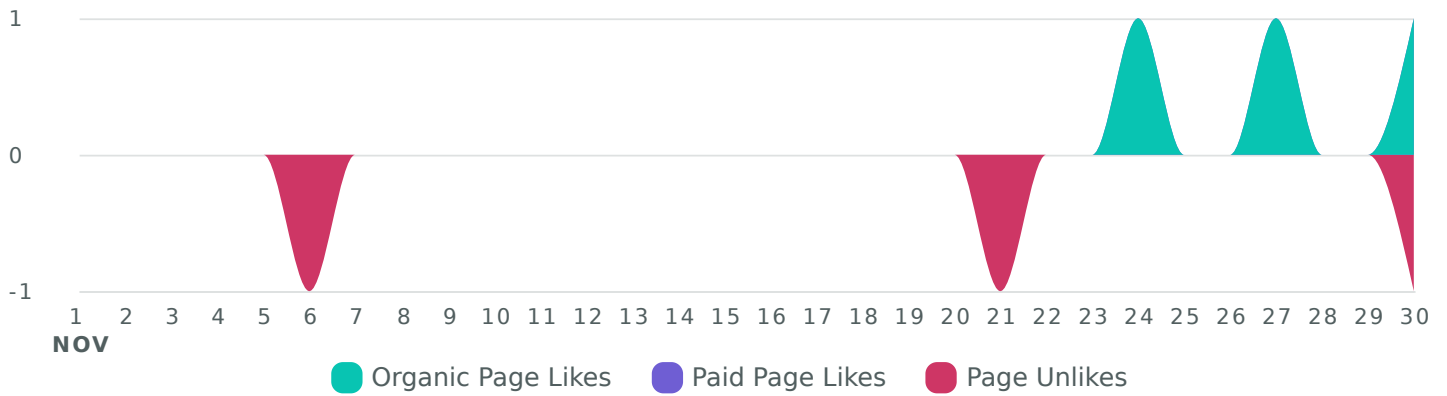 1
0
-1
1 2 3 4 5 6 7 8 9 10 11 12 13 14 15 16 17 18 19 20 21 22 23 24 25 26 27 28 29 30
NOV
Organic Page Likes Paid Page Likes Page Unlikes